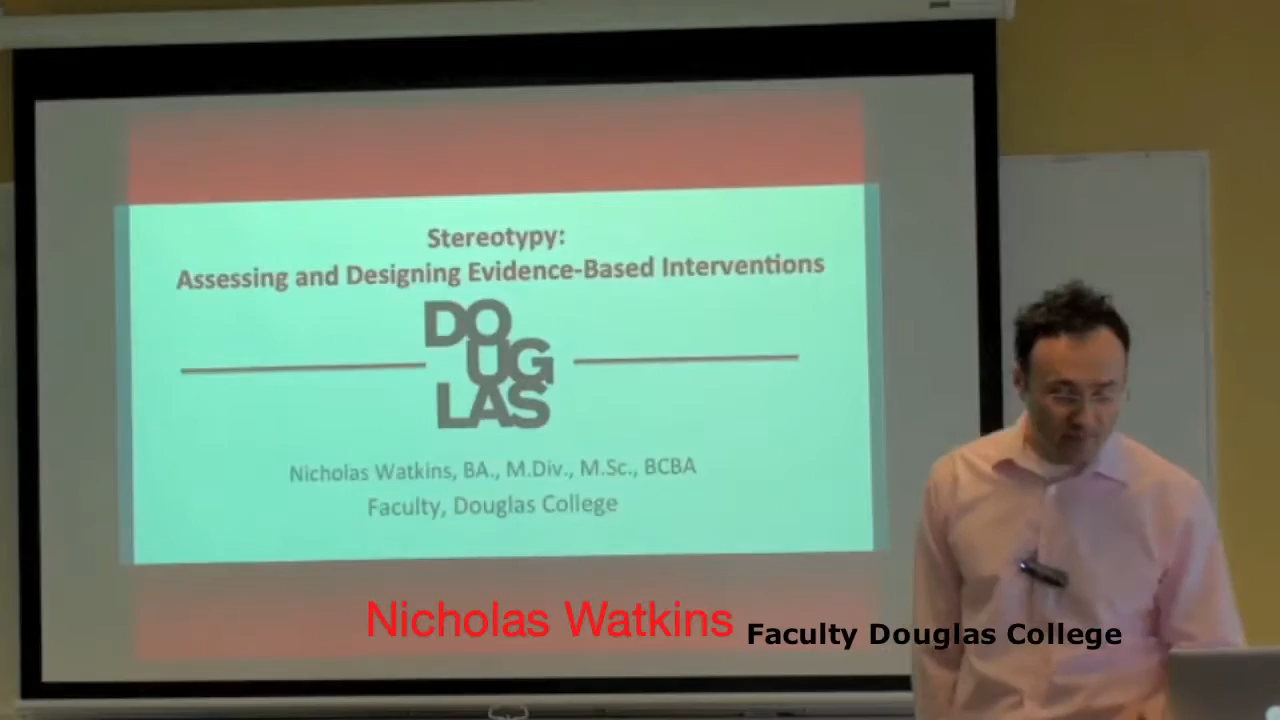 Stereotypy:
Assessing and Designing Evidence-Based Interventions
DO
UG
LAS
Nicholas Watkins, BA., M.Div., M.Sc., BCBA
Faculty, Douglas College
Nicholas Watkins Faculty Douglas College